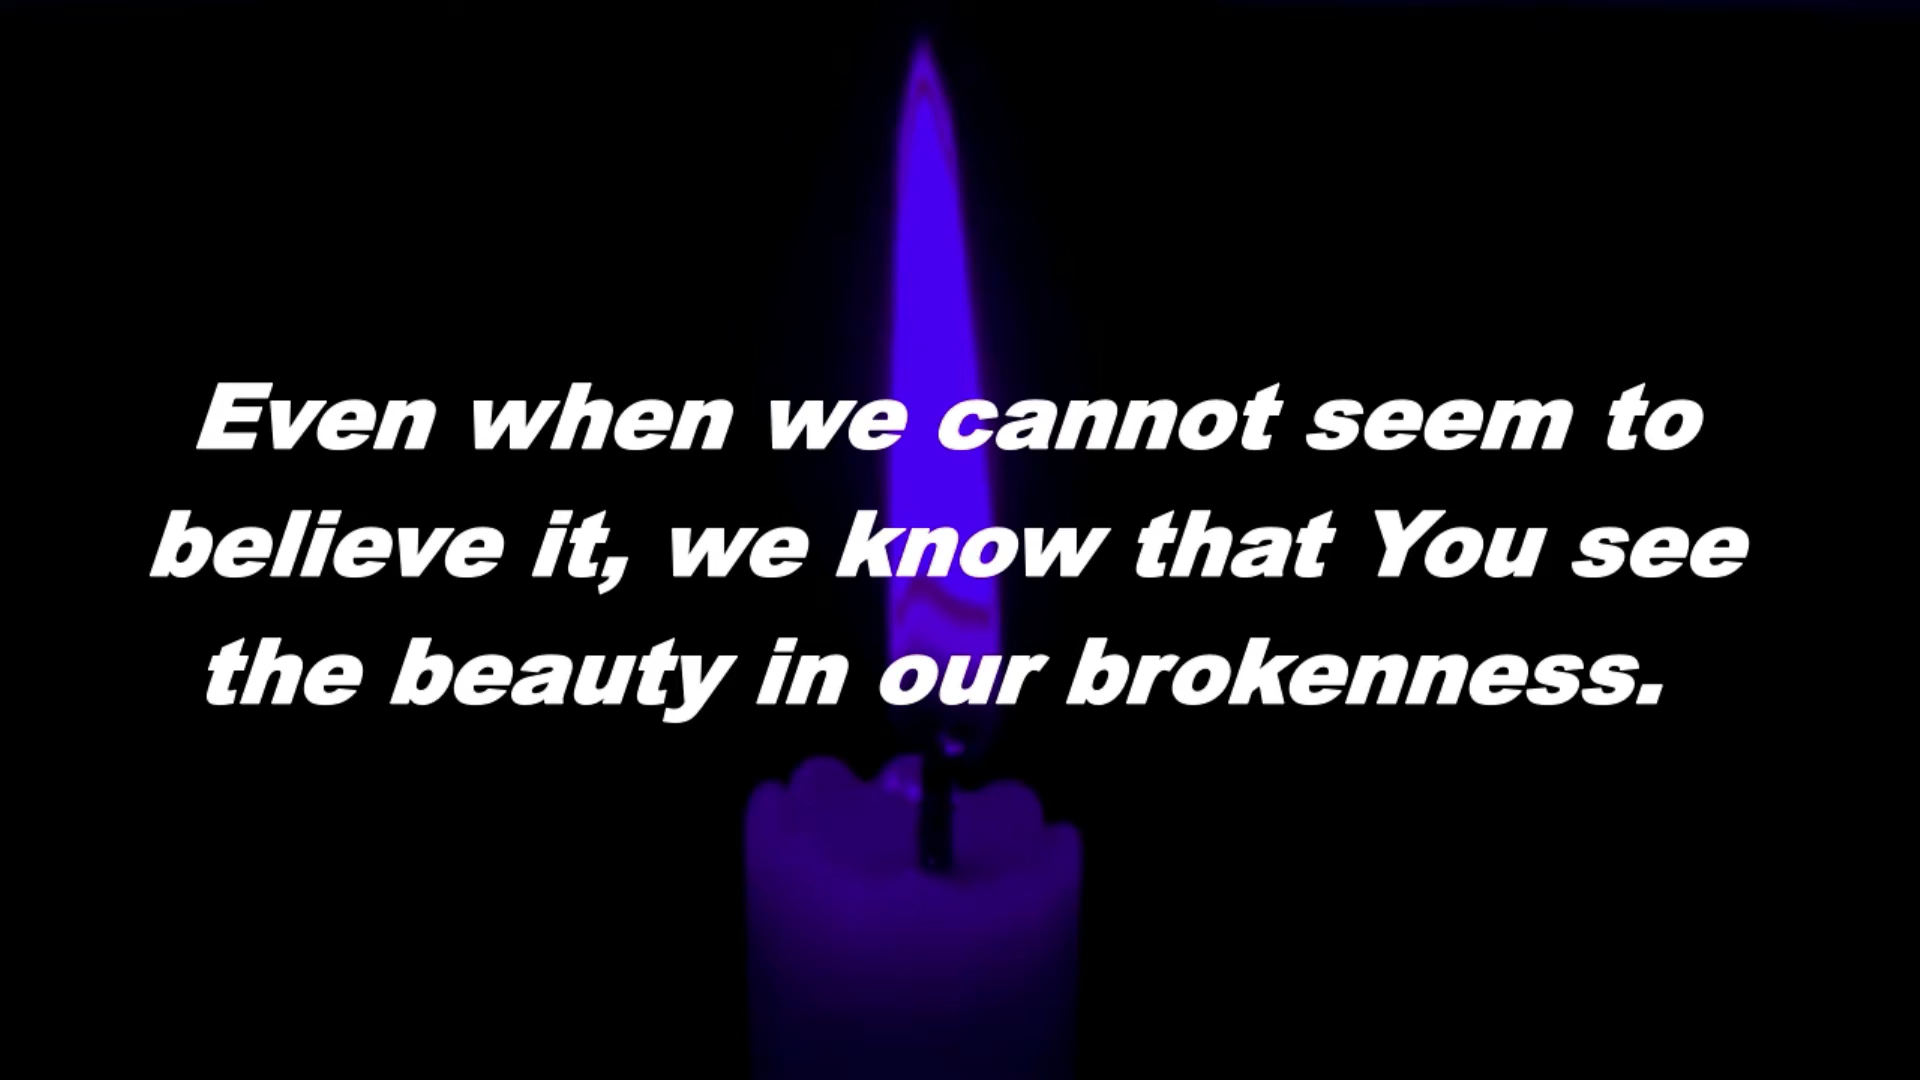 Even when we cannot seem to
believe it, we know that You see
the beauty in our brokenness.